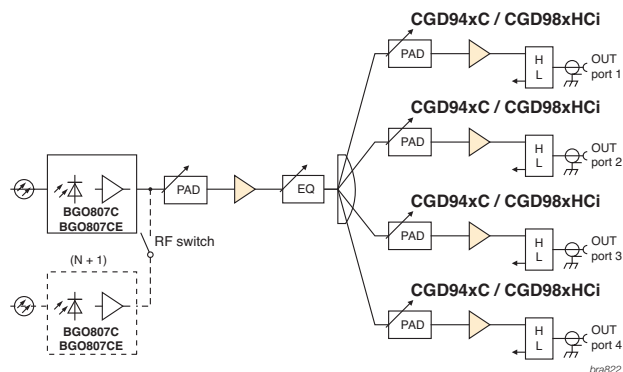 CGD94xC / CGD98xHCi
PAD
H
L
OUT
port 1
CGD94xC / CGD98xHCi
PAD
H
L
OUT
port 2
BGO807C
BGO807CE
PAD
EQ
RF switch
(N + 1)
BGO807C
BGO807CE
CGD94xC / CGD98xHCi
PAD
H
L
OUT
port 3
CGD94xC / CGD98xHCi
PAD
H
L
OUT
port 4
bra822